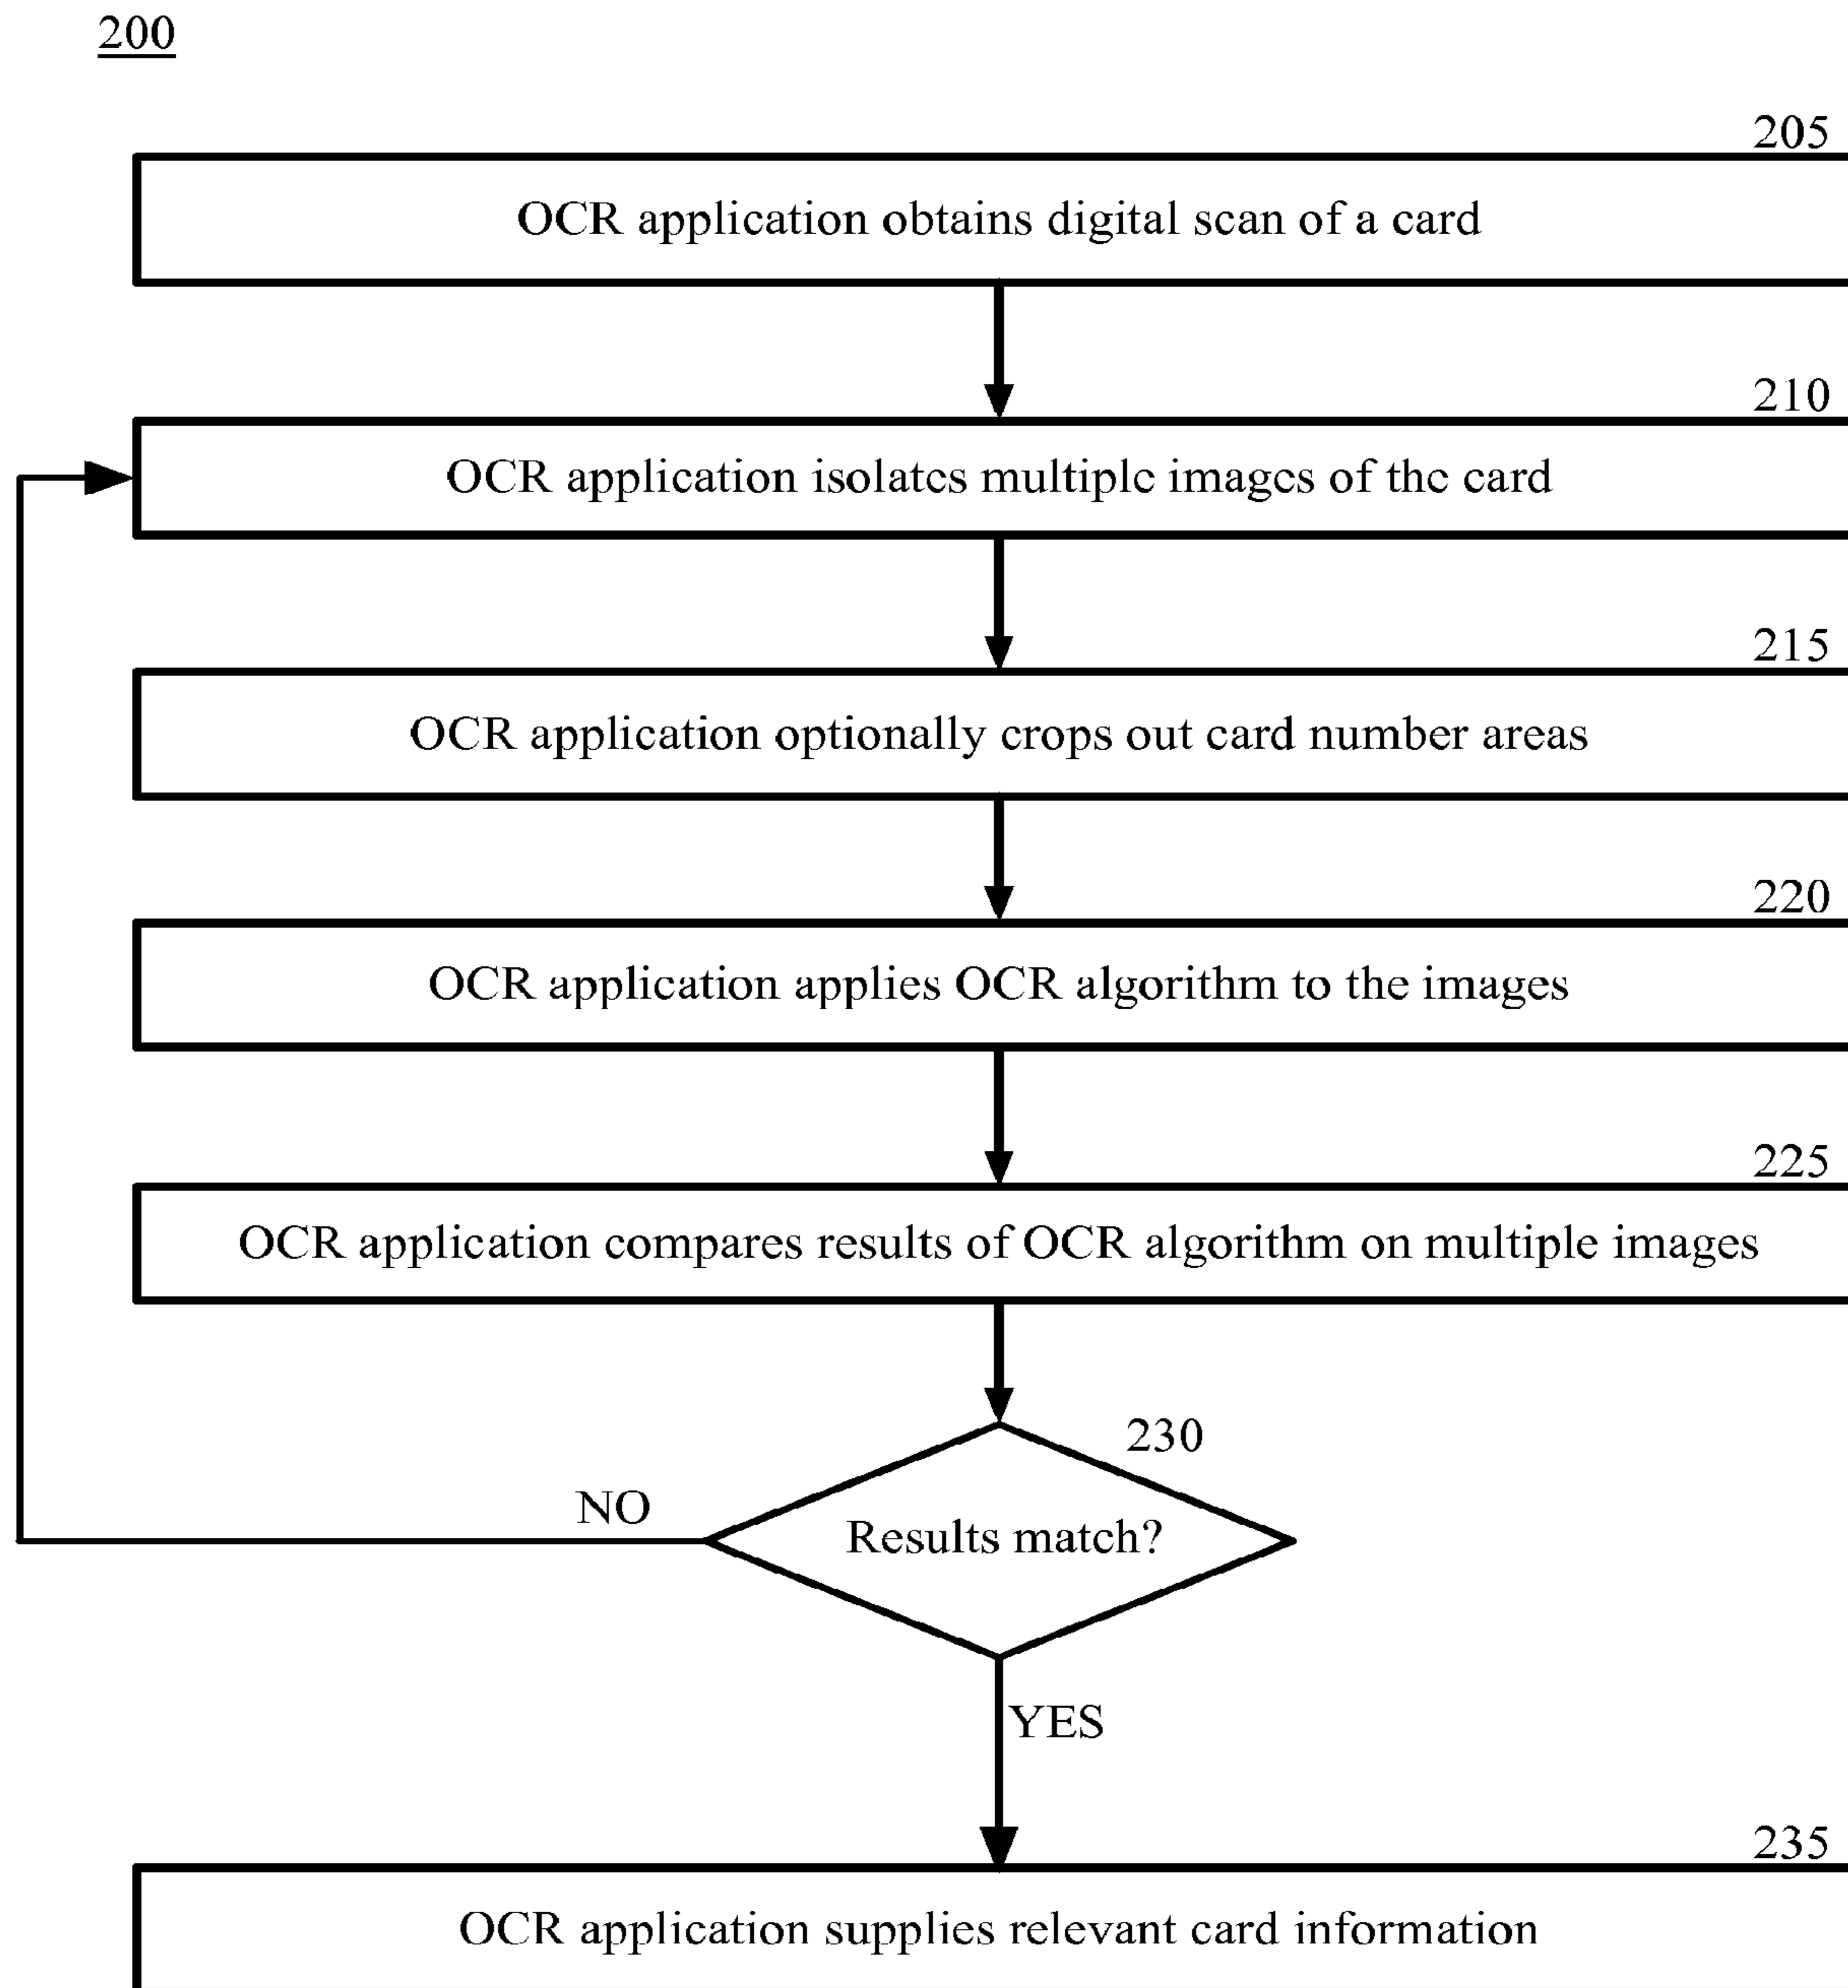 200
205
OCR application obtains digital scan of a card
210
OCR application isolates multiple images of the card
215
OCR application optionally crops out card number areas
220
OCR application applies OCR algorithm to the images
225
OCR application compares results of OCR algorithm on multiple images
230
NO
Results match?
YES
235
OCR application supplies relevant card information